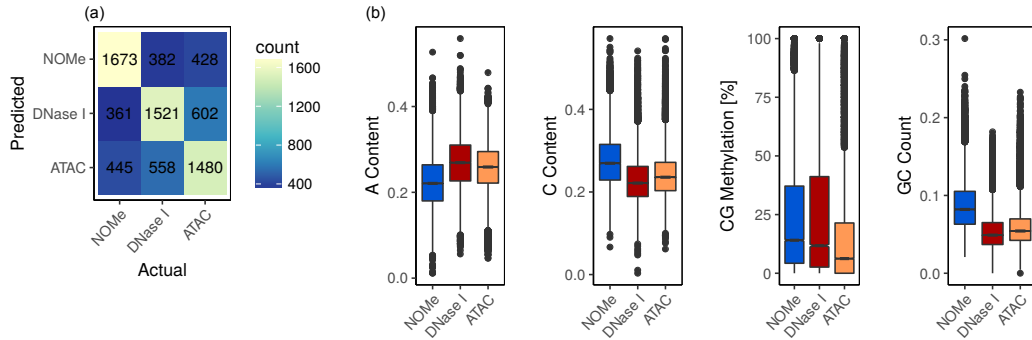 (a)
Predicted
NOMe
DNase I
ATAC
1673 382 428
361 1521 602
445 558 1480
NOMe DNase I ATAC
Actual
count
1600
1200
800
400
(b)
A Content
0.4
0.2
0.0
NOMe DNase I ATAC
C Content
0.4
0.2
0.0
NOMe DNase I ATAC
CG Methylation [%]
100
75
50
25
0
NOMe DNase I ATAC
GC Count
0.3
0.2
0.1
0.0
NOMe DNase I ATAC